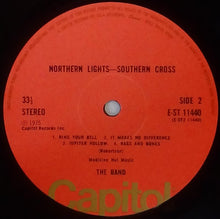 NORTHERN LIGHTS—SOUTHERN CROSS
33⅓
STEREO
SIDE 2
E-ST 11440
℗ 1975
Capitol Records Inc.
1. RING YOUR BELL 2. IT MAKES NO DIFFERENCE
3. JUPITER HOLLOW. 4. RAGS AND BONES
(Robertson)
Medicine Hat Music
THE BAND
Capitol